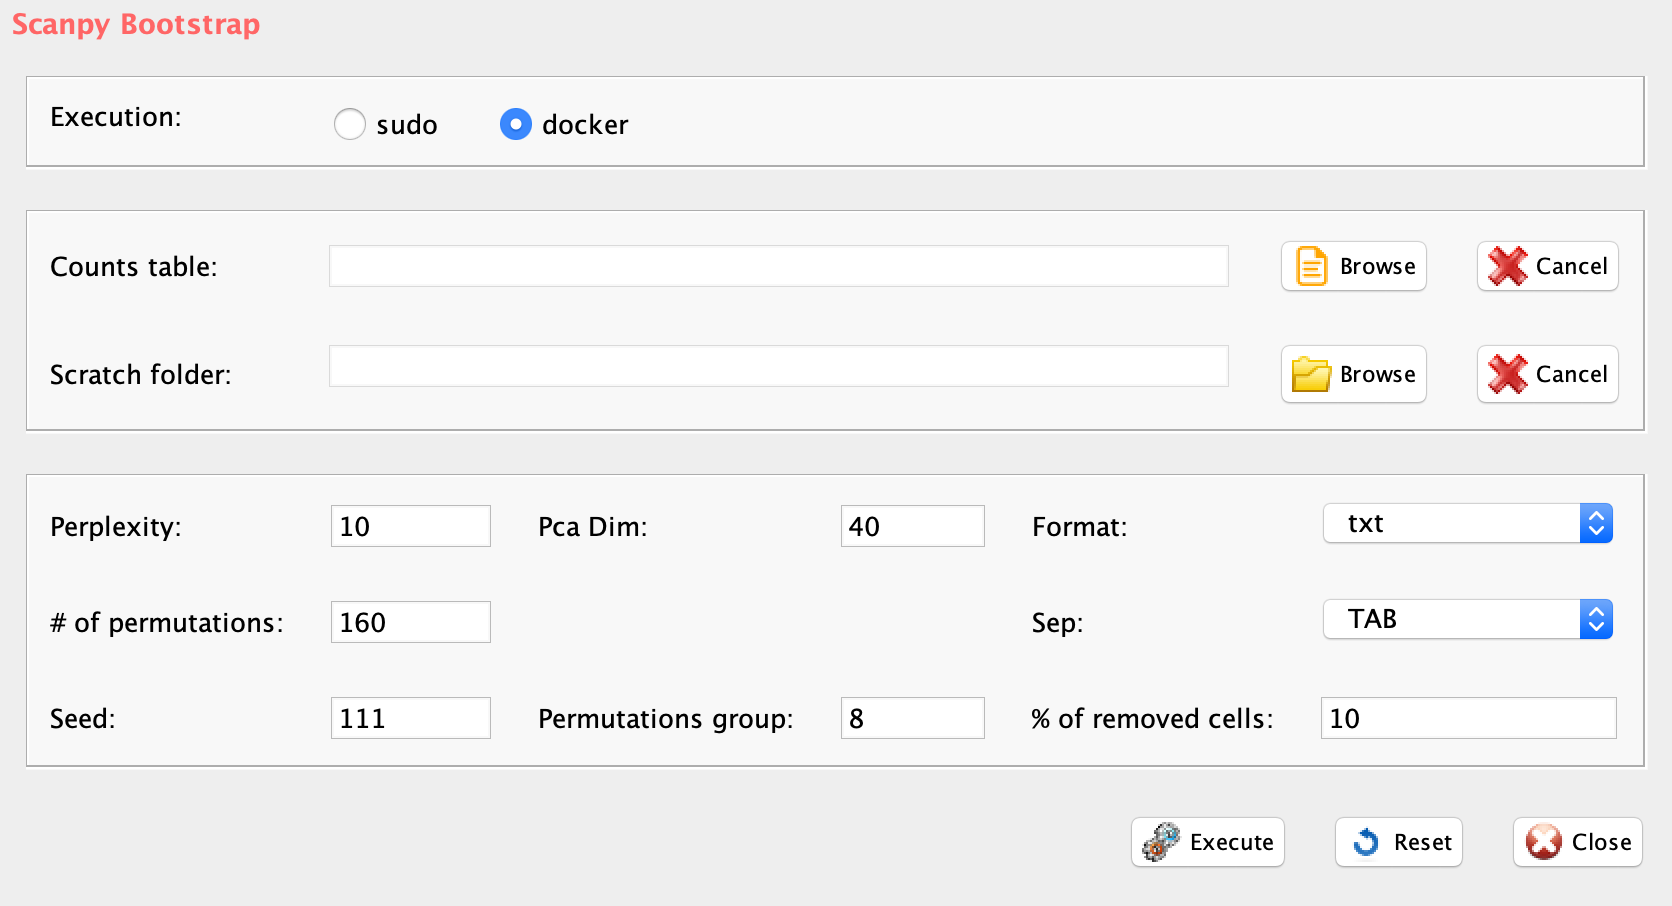 Scanpy Bootstrap
Execution: sudo docker
Counts table: Browse Cancel
Scratch folder: Browse Cancel
Perplexity: 10 Pca Dim: 40 Format: txt
# of permutations: 160 Sep: TAB
Seed: 111 Permutations group: 8 % of removed cells: 10
Execute Reset Close